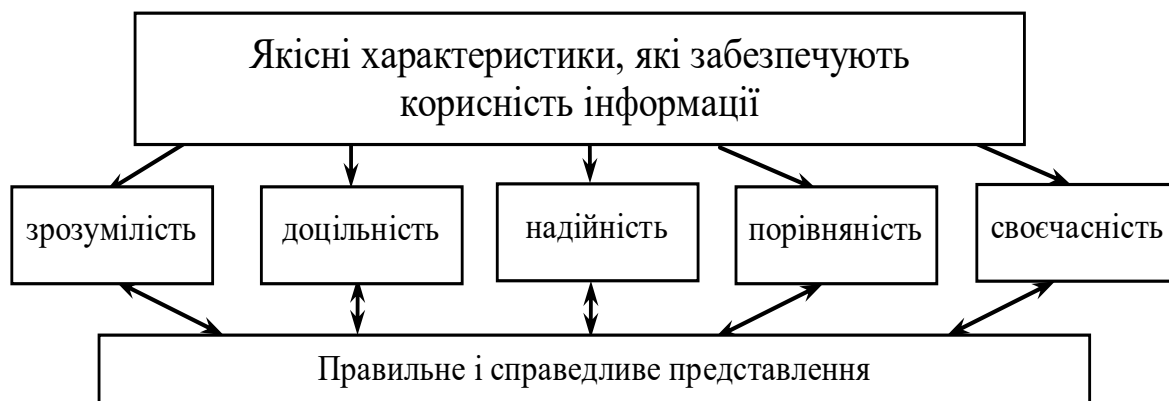 Якісні характеристики, які забезпечують
корисність інформації
зрозумілість
доцільність
надійність
порівняність
своєчасність
Правильне і справедливе представлення